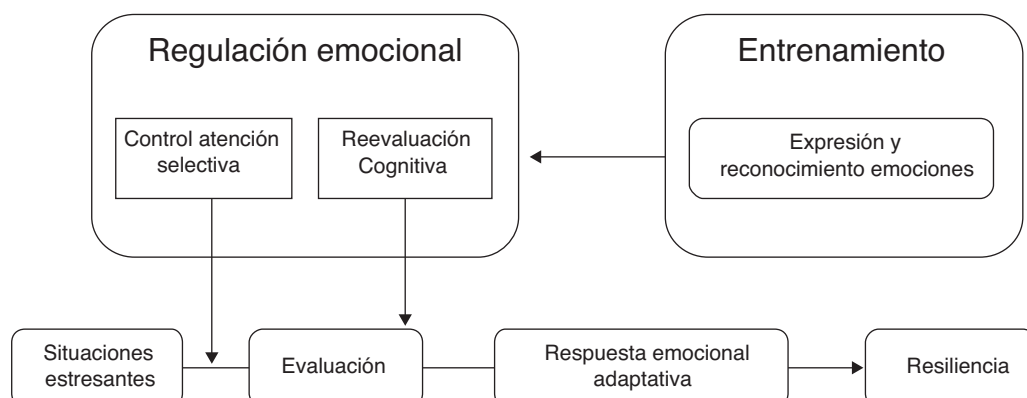 Regulación emocional
Control atención
selectiva
Reevaluación
Cognitiva
Entrenamiento
Expresión y
reconocimiento emociones
Situaciones
estresantes
Evaluación
Respuesta emocional
adaptativa
Resiliencia